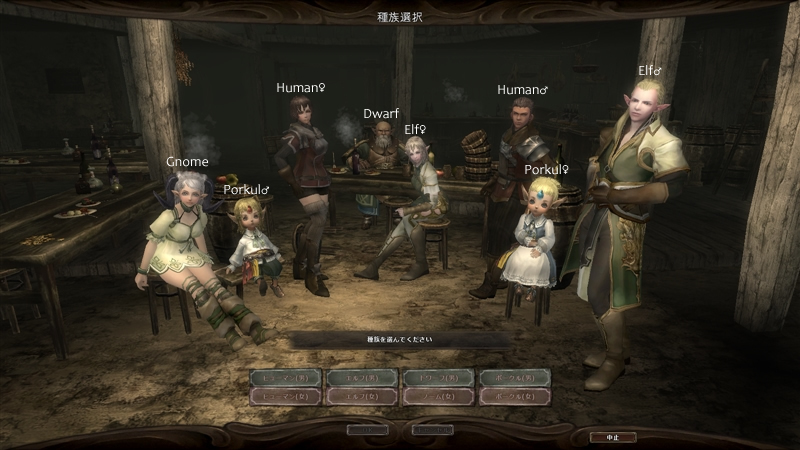 種族選択
Elf♂
Human♀
Human♂
Dwarf
Elf♀
Gnome
Porkul♂
Porkul♀
種族を選んでください
ヒューマン(男) エルフ(男) ドワーフ(男) ポークル(男)
ヒューマン(女) エルフ(女) ノーム(女) ポークル(女)
中止